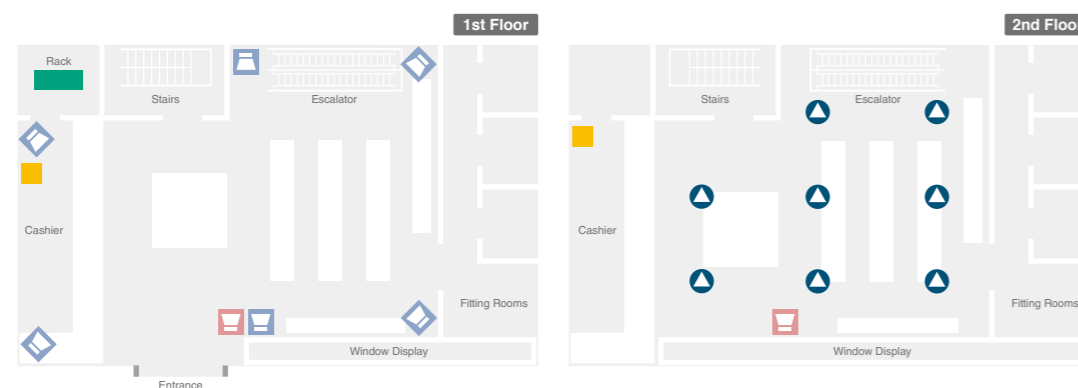 1st Floor
Rack
Stairs
Escalator
Cashier
Fitting Rooms
Window Display
Entrance
2nd Floo
Stairs
Escalator
Cashier
Fitting Rooms
Window Display